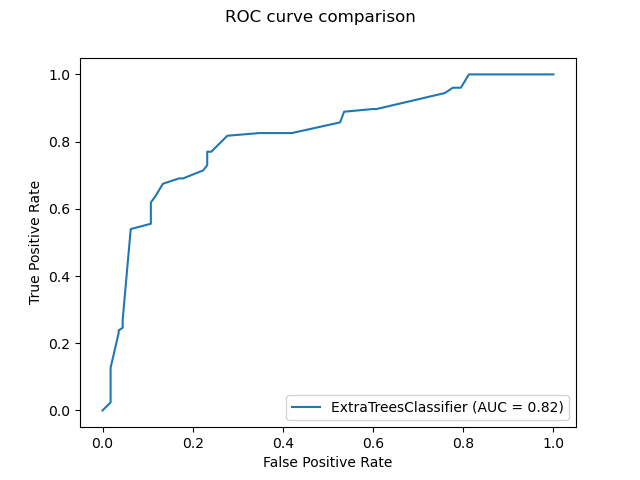 ROC curve comparison
1.0
0.8
0.6
0.4
0.2
0.0
True Positive Rate
ExtraTreesClassifier (AUC = 0.82)
0.0 0.2 0.4 0.6 0.8 1.0
False Positive Rate